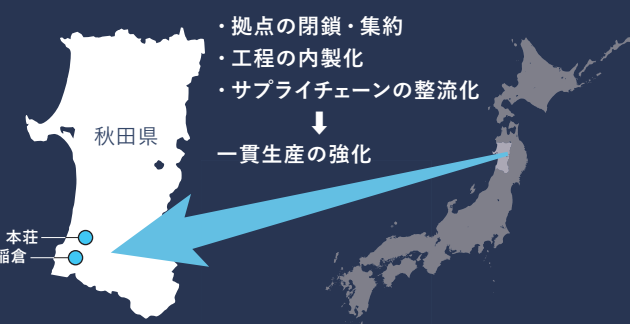 ・拠点の閉鎖・集約
・工程の内製化
・サプライチェーンの整流化
一貫生産の強化
秋田県
本荘
稲倉